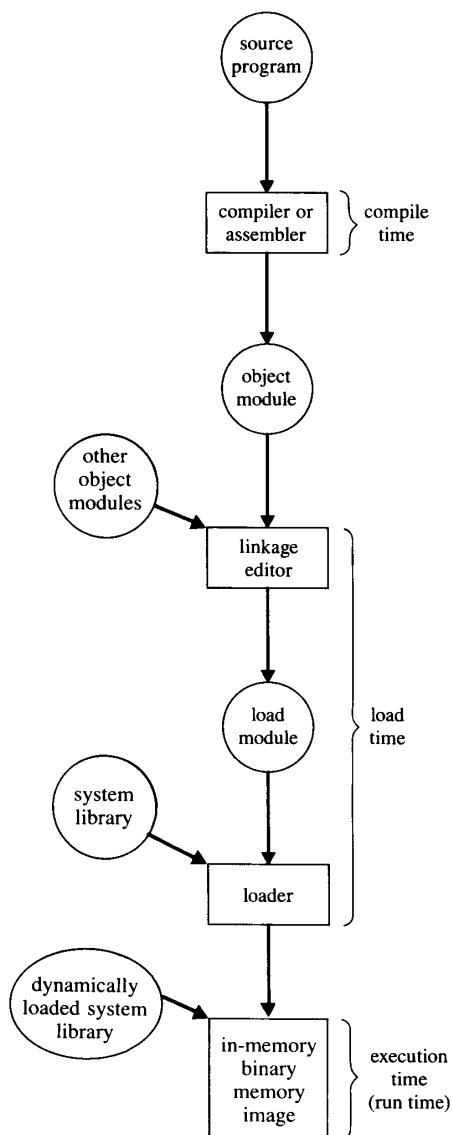 source
program
compiler or
assembler
compile
time
object
module
other
object
modules
linkage
editor
load
module
load
time
system
library
loader
dynamically
loaded system
library
in-memory
binary
memory
image
execution
time
(run time)